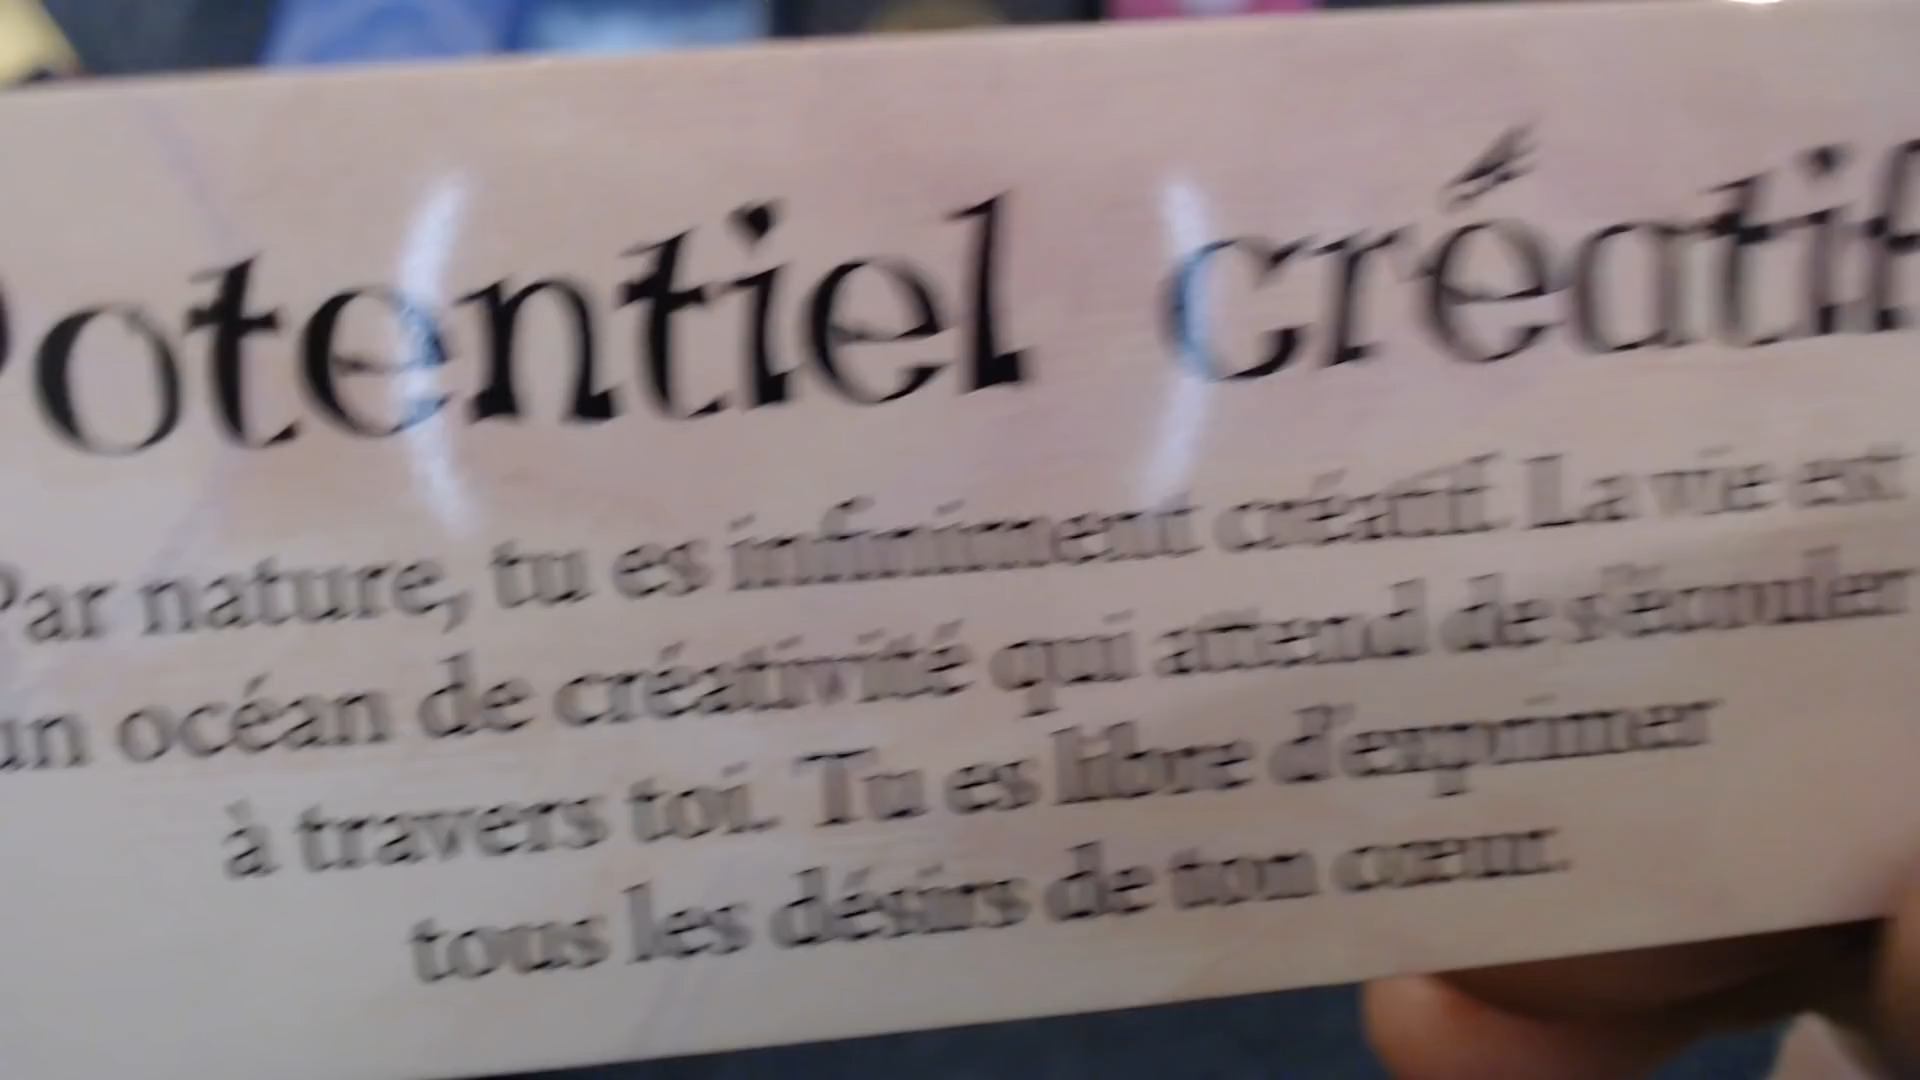 Potentiel créatif
Par nature, tu es infiniment créatif. La vie est
un océan de créativité qui attend de s'écouler
à travers toi. Tu es libre d'exprimer
tous les désirs de ton cœur.